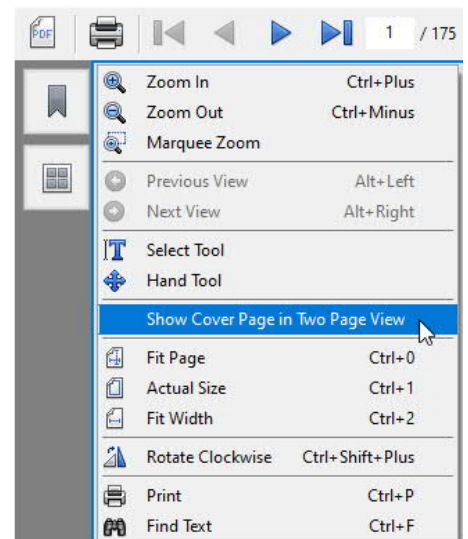 PDF
1 / 175
Zoom In Ctrl+Plus
Zoom Out Ctrl+Minus
Marquee Zoom
Previous View Alt+Left
Next View Alt+Right
T Select Tool
Hand Tool
Show Cover Page in Two Page View
Fit Page Ctrl+0
Actual Size Ctrl+1
Fit Width Ctrl+2
Rotate Clockwise Ctrl+Shift+Plus
Print Ctrl+P
Find Text Ctrl+F